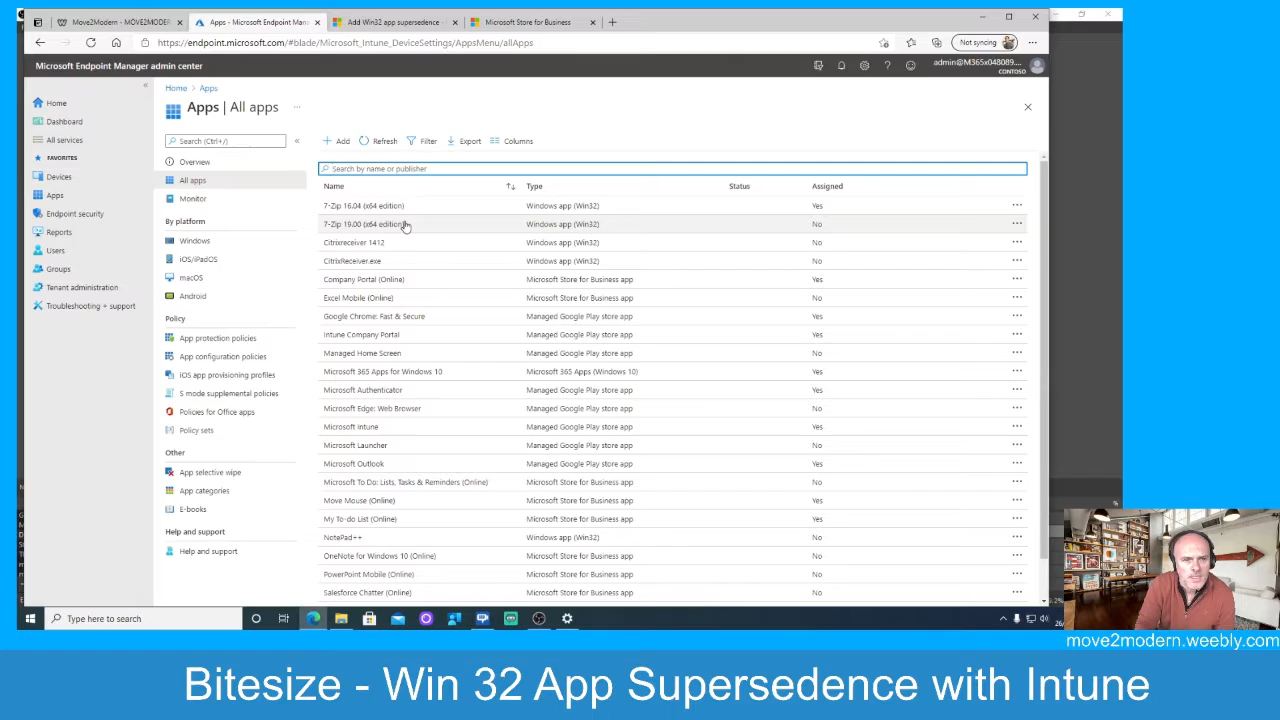 Move2Modern - MOVE2MODERN
Apps - Microsoft Endpoint Man
Add Win32 app supersedence -
Microsoft Store for Business
https://endpoint.microsoft.com/#blade/Microsoft_Intune_DeviceSettings/AppsMenu/allApps
Not syncing
Microsoft Endpoint Manager admin center
admin@M365x048089...
CONTOSO
Home
Dashboard
All services
FAVORITES
Devices
Apps
Endpoint security
Reports
Users
Groups
Tenant administration
Troubleshooting + support
Home > Apps
Apps | All apps
Search (Ctrl+/)
Overview
All apps
Monitor
By platform
Windows
iOS/iPadOS
macOS
Android
Policy
App protection policies
App configuration policies
iOS app provisioning profiles
S mode supplemental policies
Policies for Office apps
Policy sets
Other
App selective wipe
App categories
E-books
Help and support
Help and support
Add Refresh Filter Export Columns
Search by name or publisher
Name Type Status Assigned
7-Zip 16.04 (x64 edition) Windows app (Win32) Yes
7-Zip 19.00 (x64 edition) Windows app (Win32) No
Citrixreceiver 1412 Windows app (Win32) No
CitrixReceiver.exe Windows app (Win32) No
Company Portal (Online) Microsoft Store for Business app Yes
Excel Mobile (Online) Microsoft Store for Business app No
Google Chrome: Fast & Secure Managed Google Play store app Yes
Intune Company Portal Managed Google Play store app Yes
Managed Home Screen Managed Google Play store app No
Microsoft 365 Apps for Windows 10 Microsoft 365 Apps (Windows 10) Yes
Microsoft Authenticator Managed Google Play store app Yes
Microsoft Edge: Web Browser Managed Google Play store app No
Microsoft Intune Managed Google Play store app Yes
Microsoft Launcher Managed Google Play store app No
Microsoft Outlook Managed Google Play store app Yes
Microsoft To Do: Lists, Tasks & Reminders (Online) Microsoft Store for Business app No
Move Mouse (Online) Microsoft Store for Business app Yes
My To-do List (Online) Microsoft Store for Business app Yes
NotePad++ Windows app (Win32) No
OneNote for Windows 10 (Online) Microsoft Store for Business app No
PowerPoint Mobile (Online) Microsoft Store for Business app No
Salesforce Chatter (Online) Microsoft Store for Business app No
Type here to search
move2modern.weebly.com
Bitesize - Win 32 App Supersedence with Intune